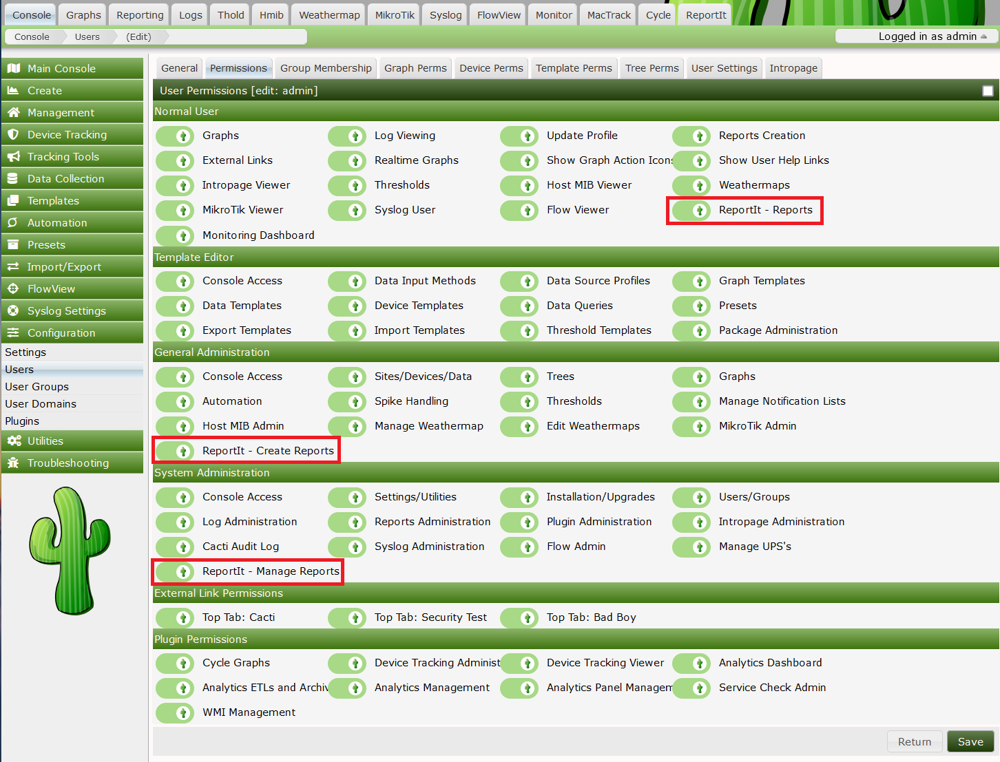 Console Graphs Reporting Logs Thold Hmib Weathermap MikroTik Syslog FlowView Monitor MacTrack Cycle ReportIt
Console Users (Edit) Logged in as admin
Main Console
Create
Management
Device Tracking
Tracking Tools
Data Collection
Templates
Automation
Presets
Import/Export
FlowView
Syslog Settings
Configuration
Settings
Users
User Groups
User Domains
Plugins
Utilities
Troubleshooting
General Permissions Group Membership Graph Perms Device Perms Template Perms Tree Perms User Settings Intropage
User Permissions [edit: admin]
Normal User
Graphs Log Viewing Update Profile Reports Creation
External Links Realtime Graphs Show Graph Action Icons Show User Help Links
Intropage Viewer Thresholds Host MIB Viewer Weathermaps
MikroTik Viewer Syslog User Flow Viewer ReportIt - Reports
Monitoring Dashboard
Template Editor
Console Access Data Input Methods Data Source Profiles Graph Templates
Data Templates Device Templates Data Queries Presets
Export Templates Import Templates Threshold Templates Package Administration
General Administration
Console Access Sites/Devices/Data Trees Graphs
Automation Spike Handling Thresholds Manage Notification Lists
Host MIB Admin Manage Weathermap Edit Weathermaps MikroTik Admin
ReportIt - Create Reports
System Administration
Console Access Settings/Utilities Installation/Upgrades Users/Groups
Log Administration Reports Administration Plugin Administration Intropage Administration
Cacti Audit Log Syslog Administration Flow Admin Manage UPS's
ReportIt - Manage Reports
External Link Permissions
Top Tab: Cacti Top Tab: Security Test Top Tab: Bad Boy
Plugin Permissions
Cycle Graphs Device Tracking Administ Device Tracking Viewer Analytics Dashboard
Analytics ETLs and Archiv Analytics Management Analytics Panel Managem Service Check Admin
WMI Management
Return Save